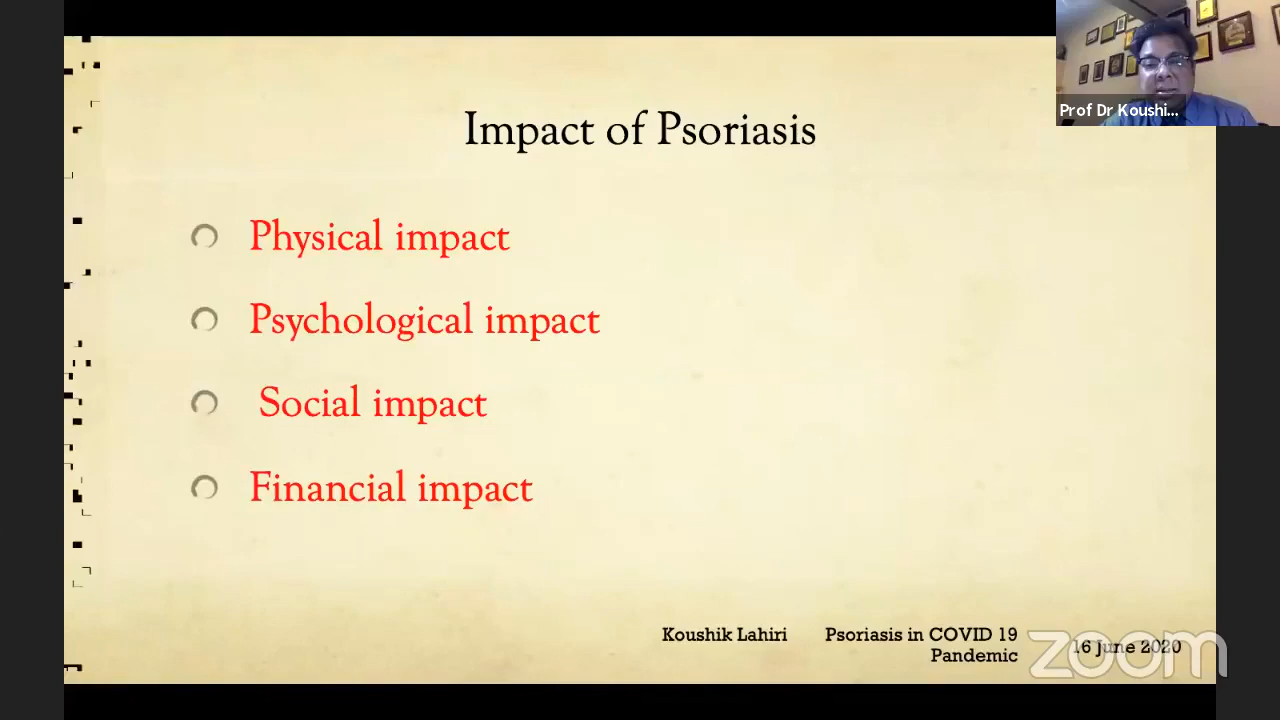 Impact of Psoriasis
Prof Dr Koushi...
Physical impact
Psychological impact
Social impact
Financial impact
Koushik Lahiri
Psoriasis in COVID 19
Pandemic
16 June 2020
zoom